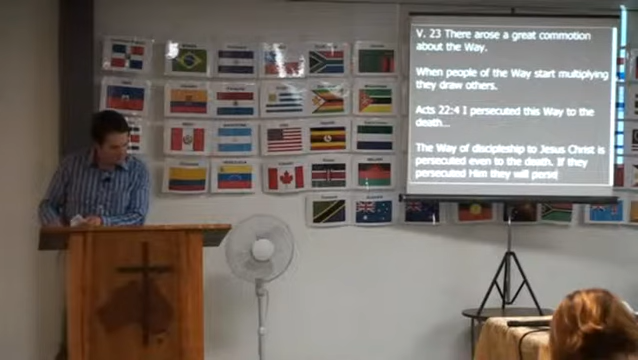 V. 23 There arose a great commotion
about the Way.
When people of the Way start multiplying
they draw others.
Acts 22:4 I persecuted this Way to the
death...
The Way of discipleship to Jesus Christ is
persecuted even to the death. If they
persecuted Him they will perse